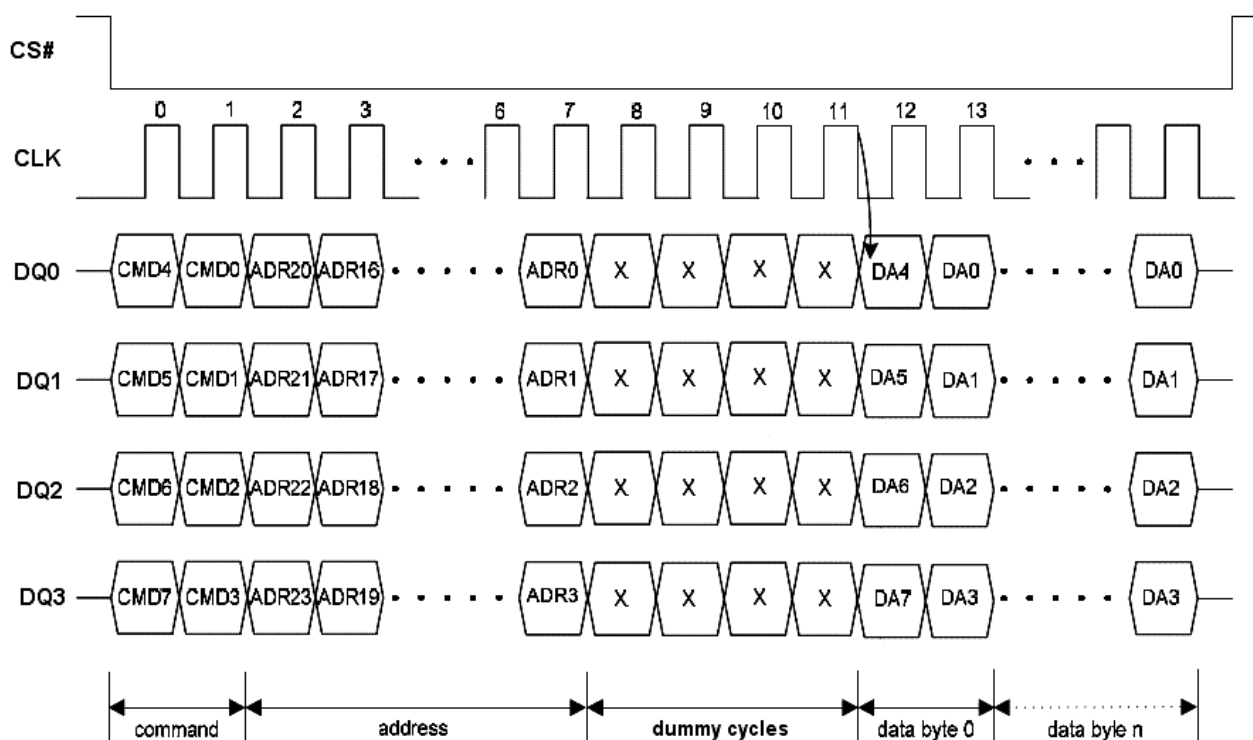 CS#
0 1 2 3 6 7 8 9 10 11 12 13
CLK
DQ0 CMD4 CMD0 ADR20 ADR16 ADR0 X X X X DA4 DA0 DA0
DQ1 CMD5 CMD1 ADR21 ADR17 ADR1 X X X X DA5 DA1 DA1
DQ2 CMD6 CMD2 ADR22 ADR18 ADR2 X X X X DA6 DA2 DA2
DQ3 CMD7 CMD3 ADR23 ADR19 ADR3 X X X X DA7 DA3 DA3
command address dummy cycles data byte 0 data byte n